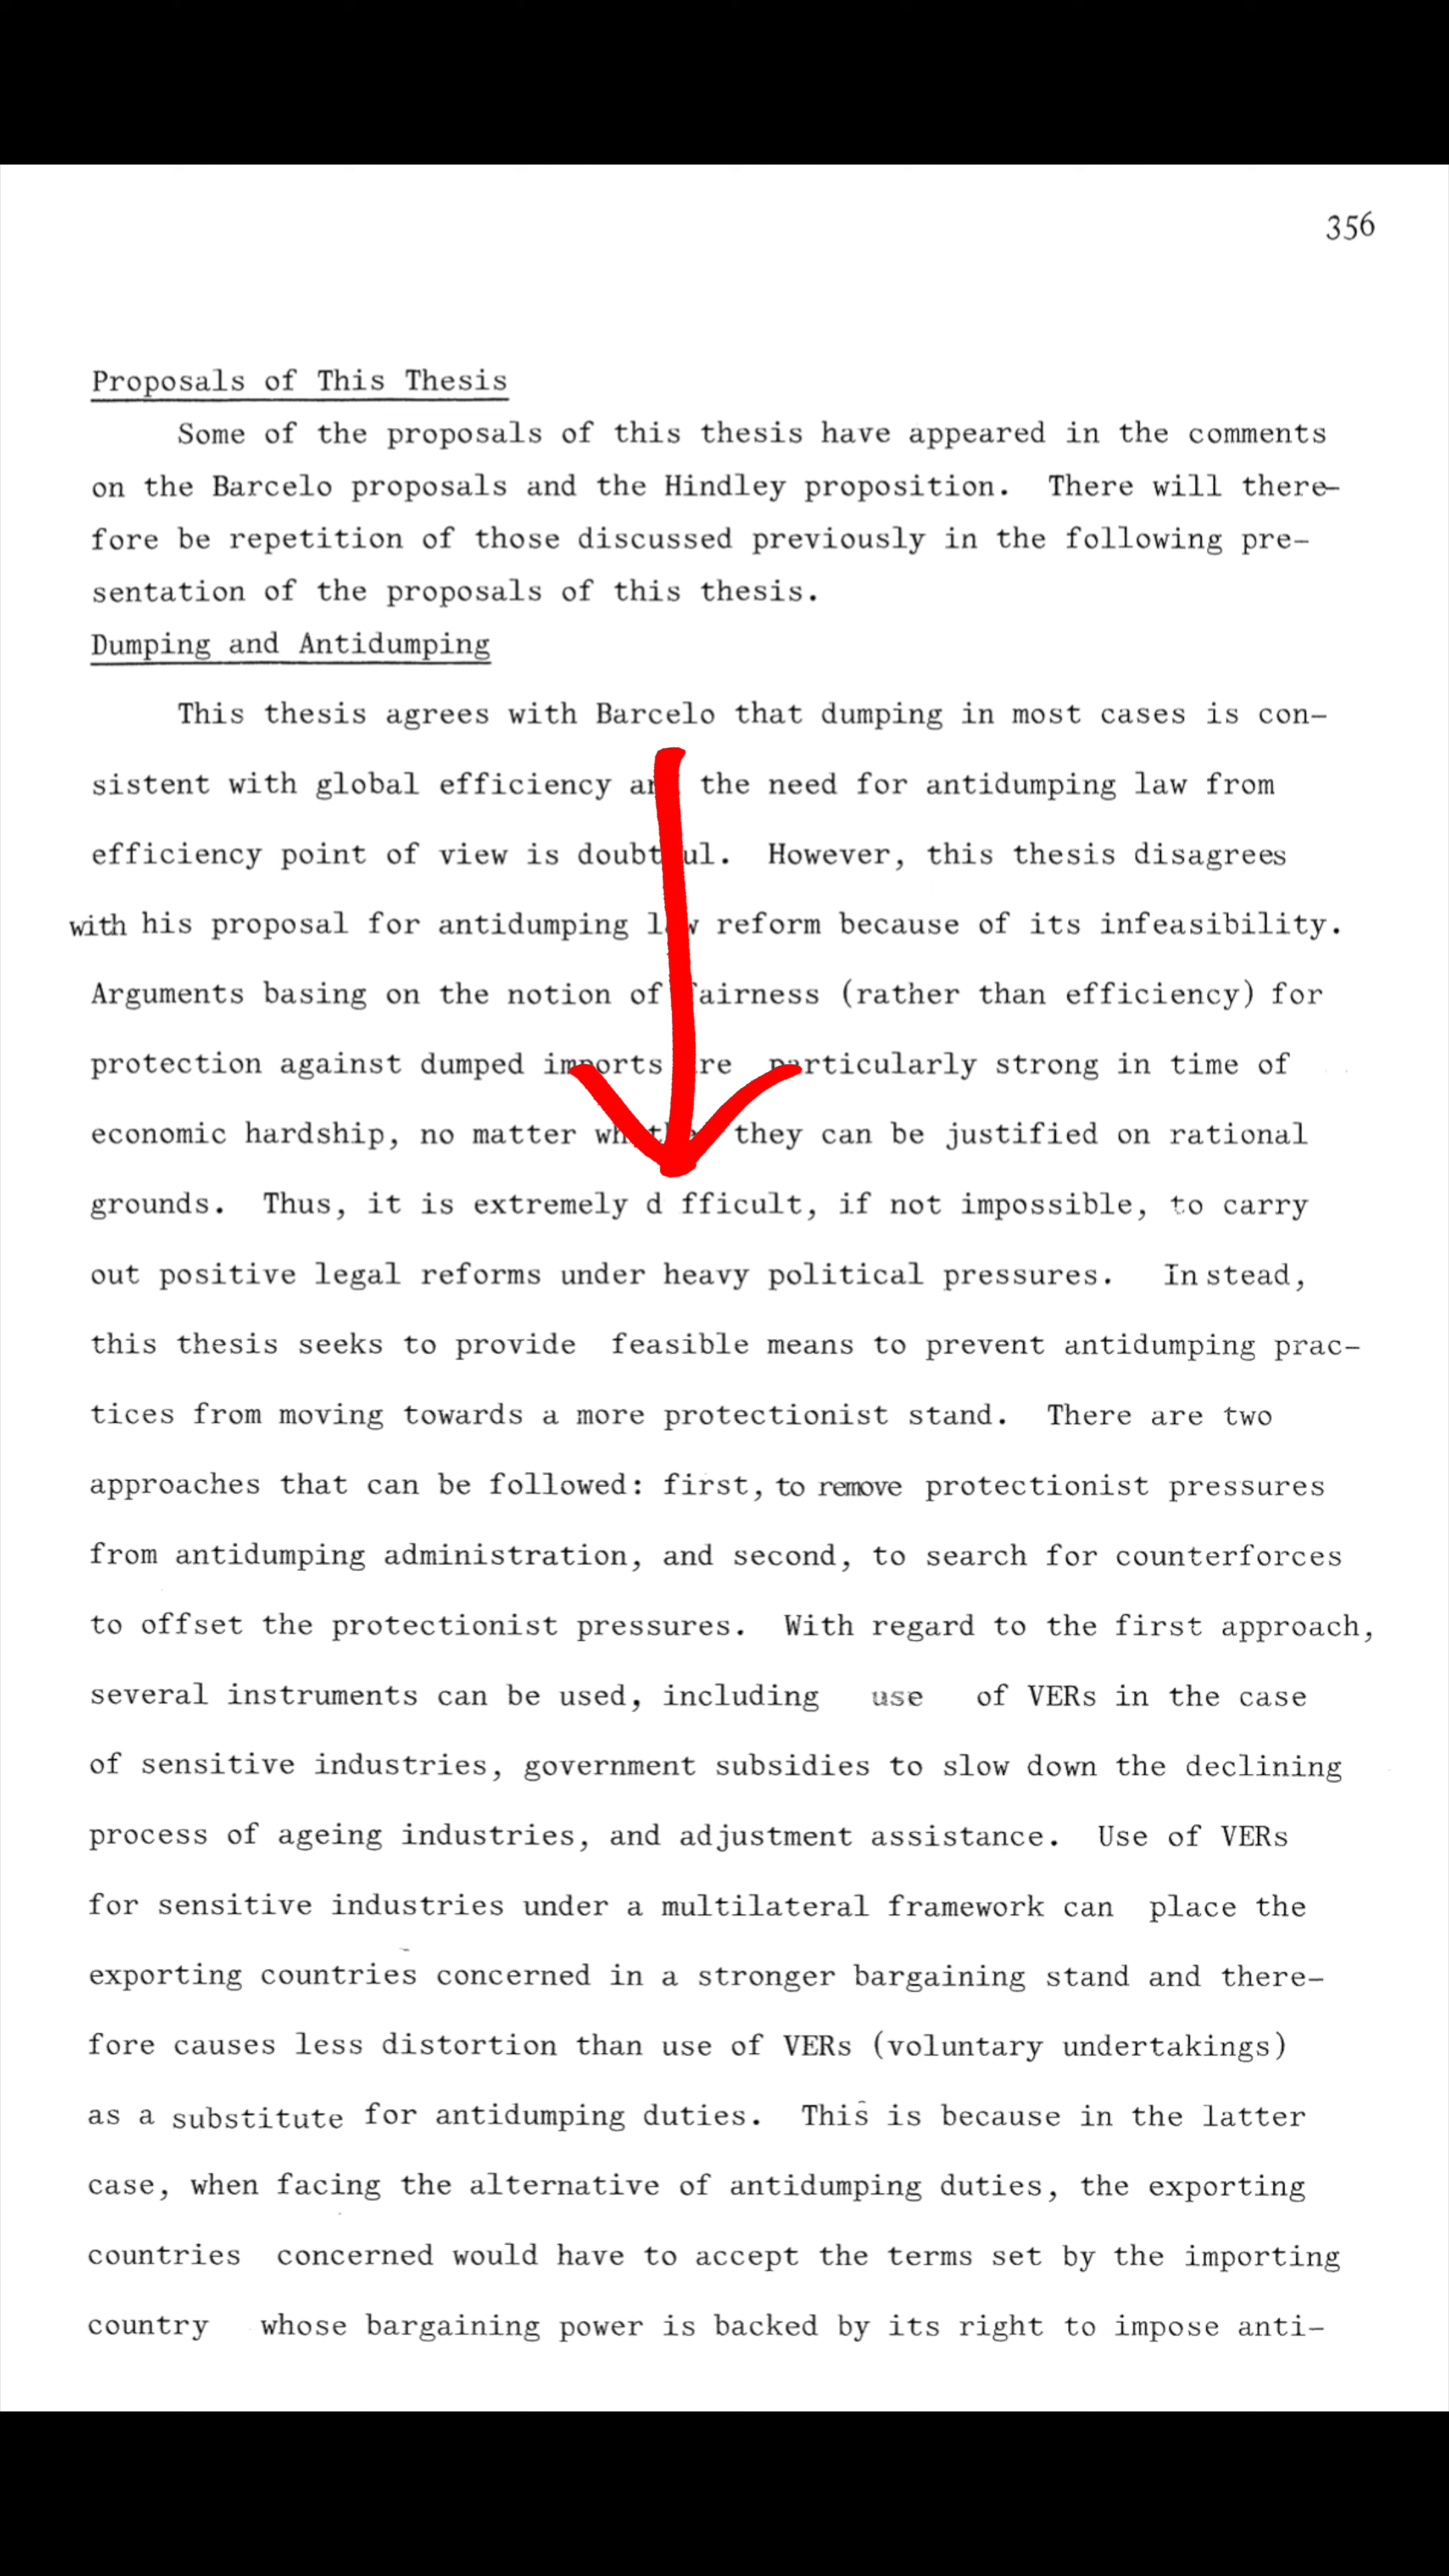 356
Proposals of This Thesis
Some of the proposals of this thesis have appeared in the comments
on the Barcelo proposals and the Hindley proposition. There will there-
fore be repetition of those discussed previously in the following pre-
sentation of the proposals of this thesis.
Dumping and Antidumping
This thesis agrees with Barcelo that dumping in most cases is con-
sistent with global efficiency and the need for antidumping law from
efficiency point of view is doubtful. However, this thesis disagrees
with his proposal for antidumping law reform because of its infeasibility.
Arguments basing on the notion of fairness (rather than efficiency) for
protection against dumped imports are particularly strong in time of
economic hardship, no matter whether they can be justified on rational
grounds. Thus, it is extremely d fficult, if not impossible, to carry
out positive legal reforms under heavy political pressures. In stead,
this thesis seeks to provide feasible means to prevent antidumping prac-
tices from moving towards a more protectionist stand. There are two
approaches that can be followed: first, to remove protectionist pressures
from antidumping administration, and second, to search for counterforces
to offset the protectionist pressures. With regard to the first approach,
several instruments can be used, including use of VERs in the case
of sensitive industries, government subsidies to slow down the declining
process of ageing industries, and adjustment assistance. Use of VERs
for sensitive industries under a multilateral framework can place the
exporting countries concerned in a stronger bargaining stand and there-
fore causes less distortion than use of VERs (voluntary undertakings)
as a substitute for antidumping duties. This is because in the latter
case, when facing the alternative of antidumping duties, the exporting
countries concerned would have to accept the terms set by the importing
country whose bargaining power is backed by its right to impose anti-